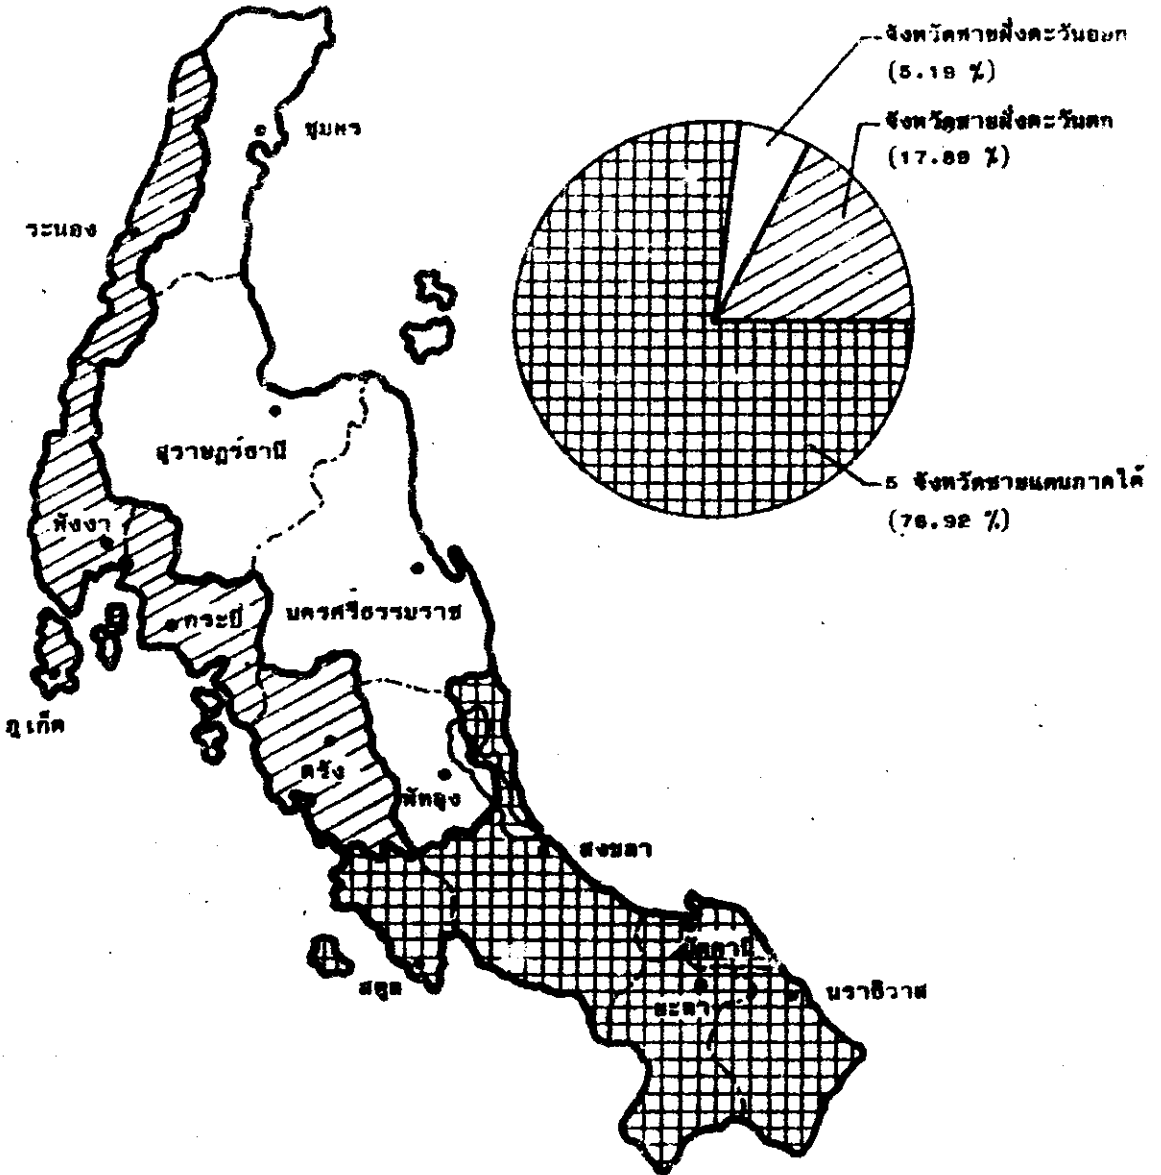 จังหวัดชายฝั่งตะวันออก
(5.19 %)
จังหวัดชายฝั่งตะวันตก
(17.89 %)
5 จังหวัดชายแดนภาคใต้
(76.92 %)
ชุมพร
ระนอง
สุราษฎร์ธานี
พังงา
กระบี่
นครศรีธรรมราช
ภูเก็ต
ตรัง
พัทลุง
สงขลา
ปัตตานี
สตูล
ยะลา
นราธิวาส